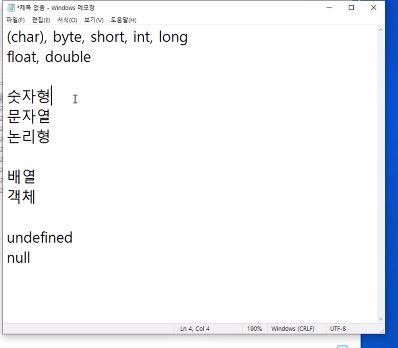 *제목 없음 - Windows 메모장
파일(F) 편집(E) 서식(O) 보기(V) 도움말(H)
(char), byte, short, int, long
float, double
숫자형
문자열
논리형
배열
객체
undefined
null
Ln 4, Col 4 190% Windows (CRLF) UTF-8